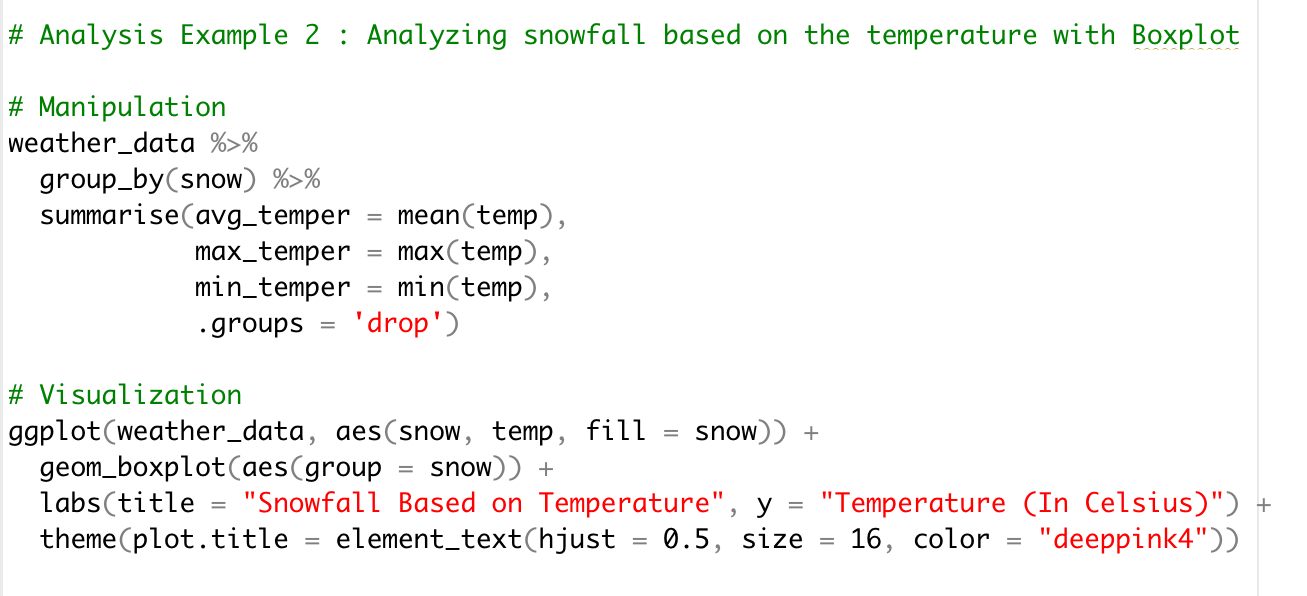 # Analysis Example 2 : Analyzing snowfall based on the temperature with Boxplot
# Manipulation
weather_data %>%
  group_by(snow) %>%
  summarise(avg_temper = mean(temp),
            max_temper = max(temp),
            min_temper = min(temp),
            .groups = 'drop')
# Visualization
ggplot(weather_data, aes(snow, temp, fill = snow)) +
  geom_boxplot(aes(group = snow)) +
  labs(title = "Snowfall Based on Temperature", y = "Temperature (In Celsius)") +
  theme(plot.title = element_text(hjust = 0.5, size = 16, color = "deeppink4"))